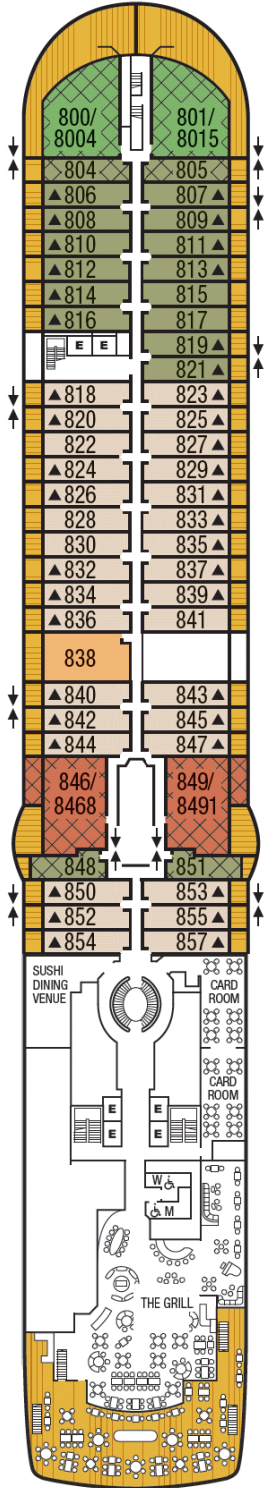 800/ 801/
8004 8015
804 805
▲806 807▲
▲808 809▲
▲810 811▲
▲812 813▲
▲814 815
▲816 817
E E 819▲
821▲
▲818 823▲
▲820 825▲
822 827▲
▲824 829▲
▲826 831▲
828 833▲
830 835▲
▲832 837▲
▲834 839▲
▲836 841
838
▲840 843▲
▲842 845▲
▲844 847▲
846/ 849/
8468 8491
848 851
▲850 853▲
▲852 855▲
▲854 857▲
SUSHI
DINING
VENUE
CARD
ROOM
CARD
ROOM
E E
E E
W
M
THE GRILL